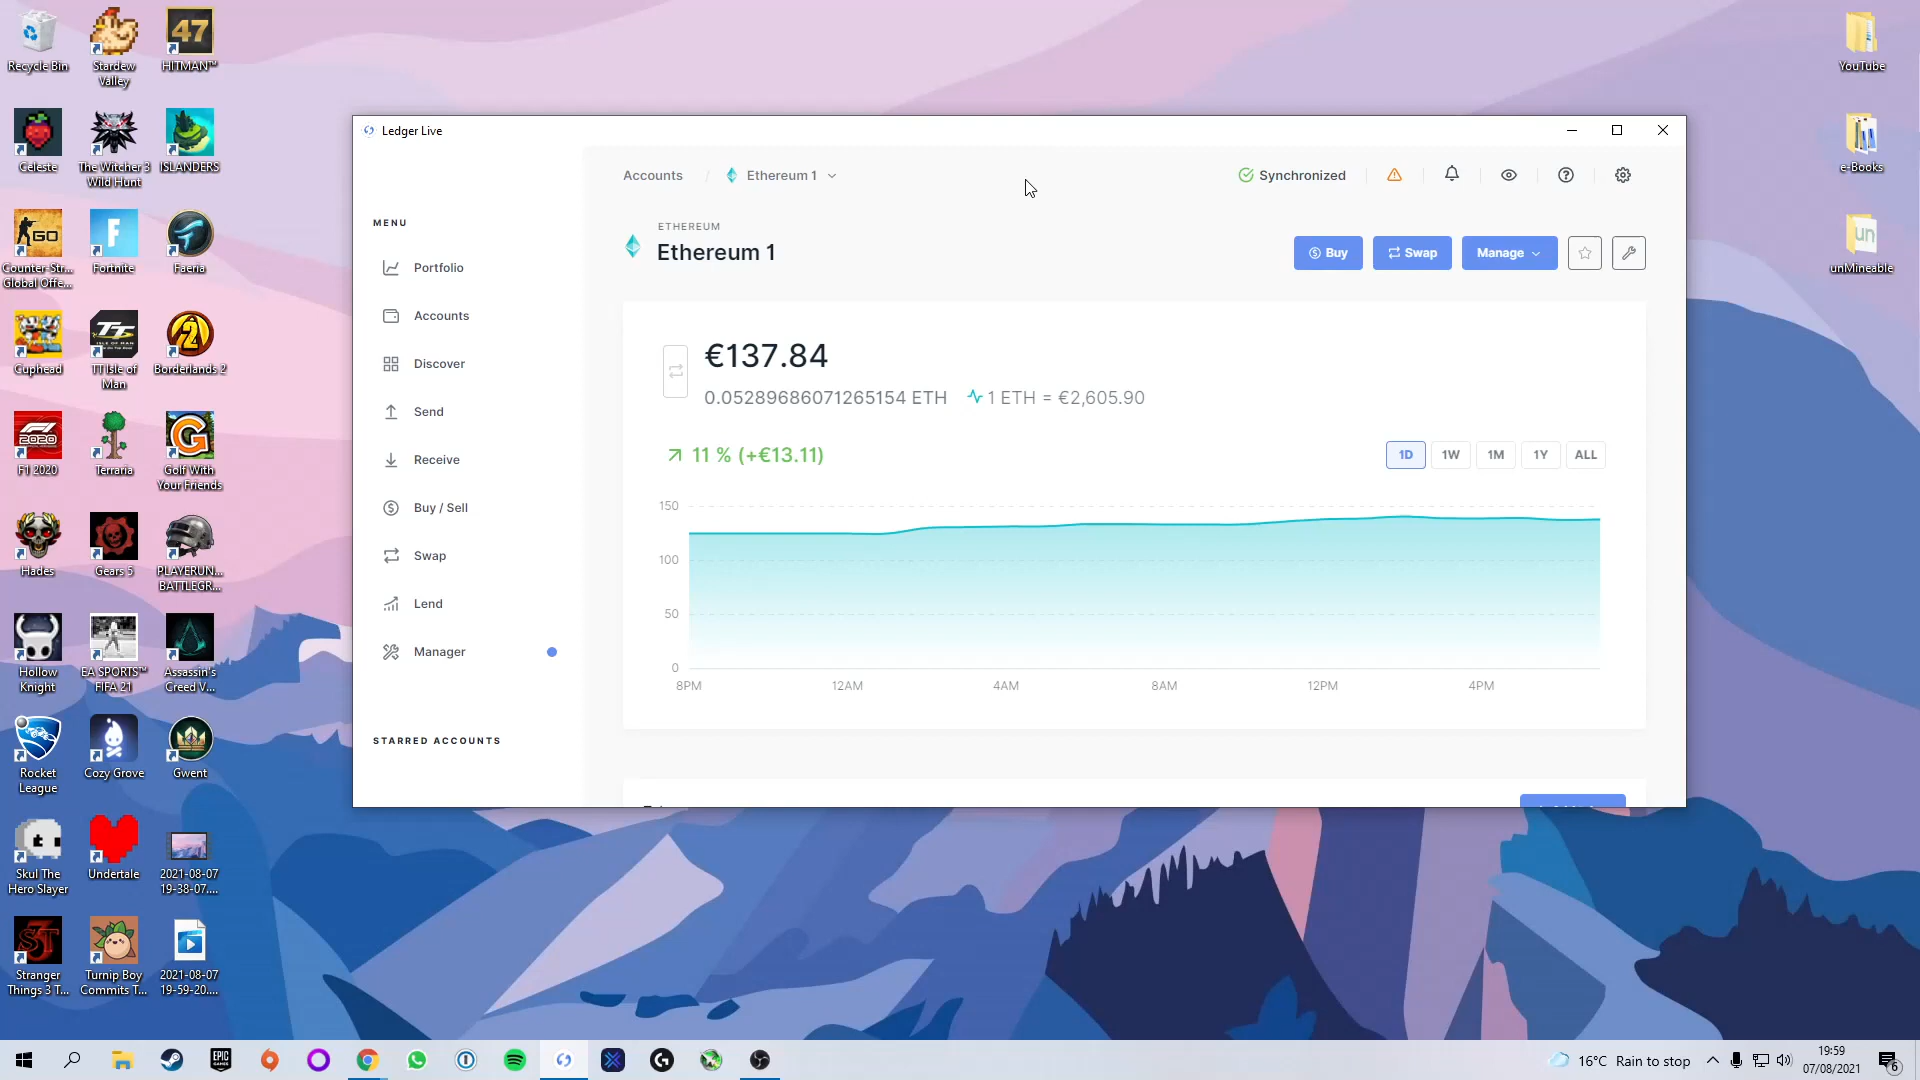 Recycle Bin
Stardew
Valley
HITMAN™
47
Celeste
The Witcher 3
Wild Hunt
ISLANDERS
GO
Counter-Str...
Global Offe...
Fortnite
Faeria
Cuphead
TT Isle of
Man
Borderlands 2
F1 2020
Terraria
Golf With
Your Friends
Hades
Gears 5
PLAYERUN...
BATTLEGR...
Hollow
Knight
EA SPORTS™
FIFA 21
Assassin's
Creed V...
Rocket
League
Cozy Grove
Gwent
Skul The
Hero Slayer
Undertale
2021-08-07
19-38-07....
Stranger
Things 3 T...
Turnip Boy
Commits T...
2021-08-07
19-59-20....
YouTube
e-Books
unMineable
Ledger Live
MENU
Portfolio
Accounts
Discover
Send
Receive
Buy / Sell
Swap
Lend
Manager
STARRED ACCOUNTS
Accounts / Ethereum 1
Synchronized
ETHEREUM
Ethereum 1
Buy
Swap
Manage
€137.84
0.05289686071265154 ETH
1 ETH = €2,605.90
11 % (+€13.11)
1D
1W
1M
1Y
ALL
150
100
50
0
8PM
12AM
4AM
8AM
12PM
4PM
EPIC
GAMES
16°C Rain to stop
19:59
07/08/2021
6